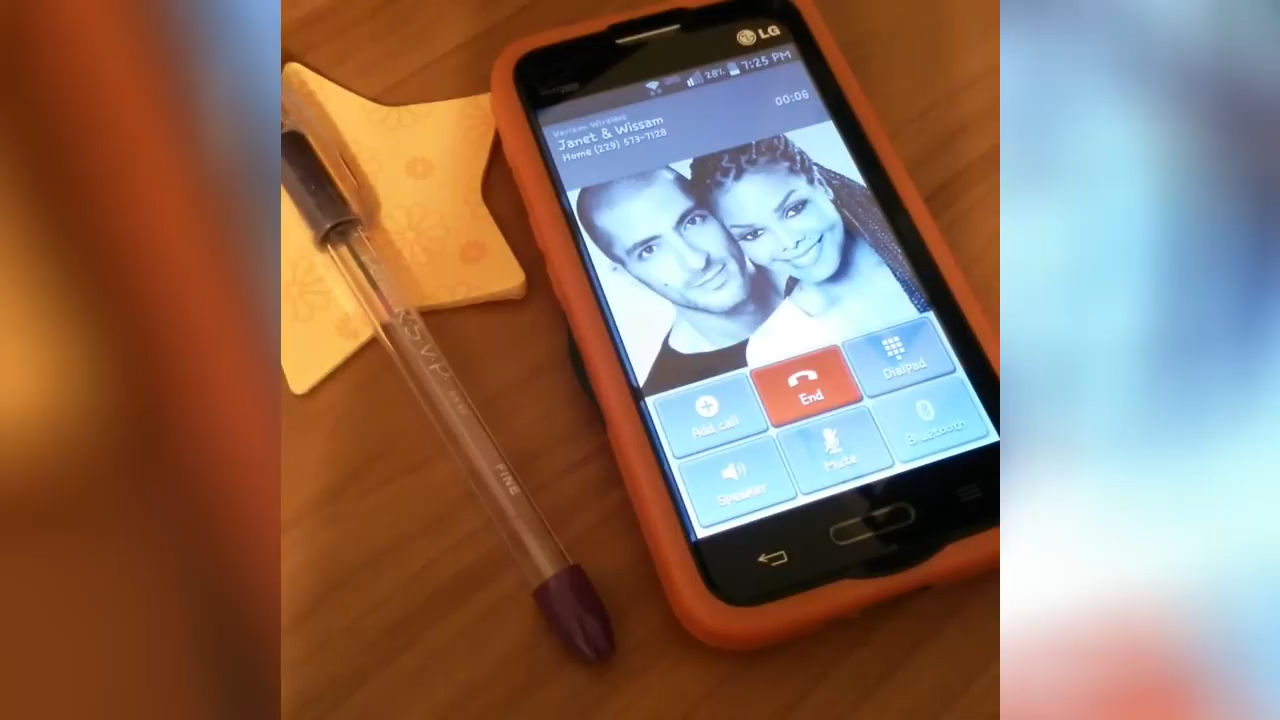 LG
28% 7:25 PM
Verizon Wireless
00:06
Janet & Wissam
Home (229) 573-7128
End
Dialpad
Add call
Mute
Bluetooth
Speaker
R.S.V.P.
FINE